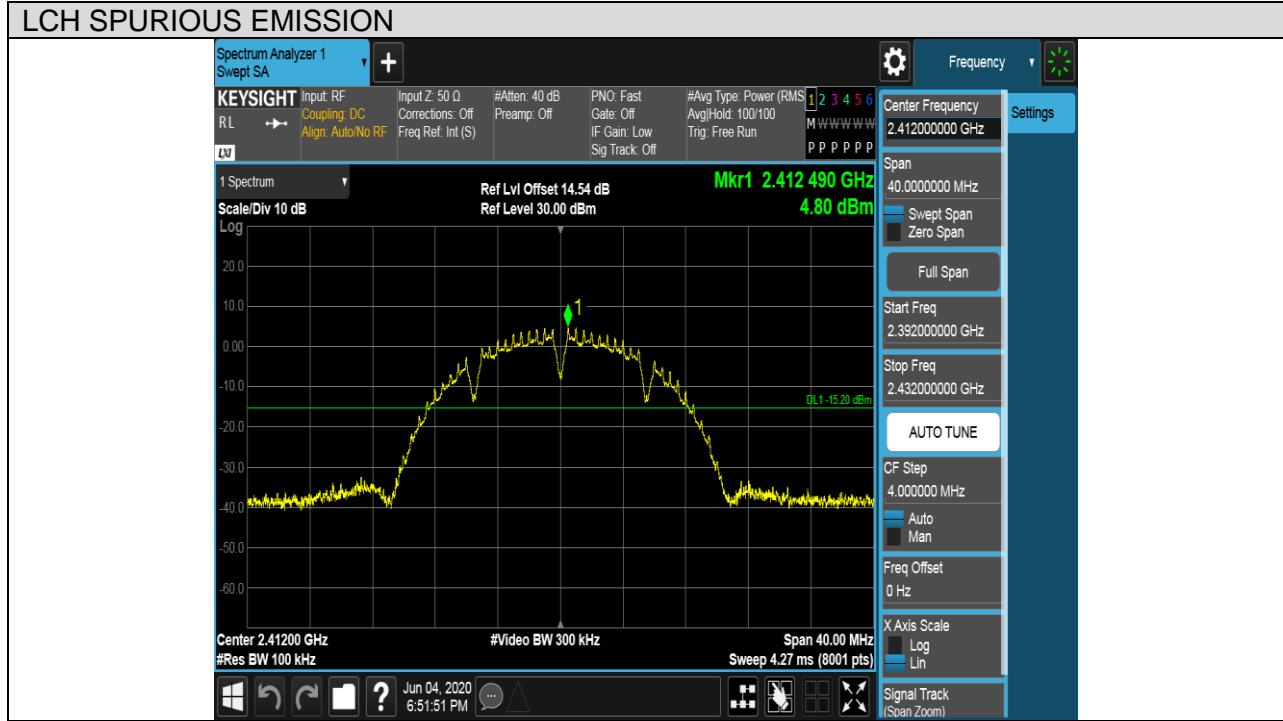 LCH SPURIOUS EMISSION
Spectrum Analyzer 1
Swept SA
Frequency
KEYSIGHT
RL
LXI
Input: RF
Coupling: DC
Align: Auto/No RF
Input Z: 50 Ω
Corrections: Off
Freq Ref: Int (S)
#Atten: 40 dB
Preamp: Off
PNO: Fast
Gate: Off
IF Gain: Low
Sig Track: Off
#Avg Type: Power (RMS
Avg|Hold: 100/100
Trig: Free Run
1 2 3 4 5 6
M W W W W W
P P P P P P
1 Spectrum
Scale/Div 10 dB
Ref Lvl Offset 14.54 dB
Ref Level 30.00 dBm
Mkr1 2.412 490 GHz
4.80 dBm
Log
20.0
10.0
0.00
-10.0
-20.0
-30.0
-40.0
-50.0
-60.0
1
DL1 -15.20 dBm
Center 2.41200 GHz
#Res BW 100 kHz
#Video BW 300 kHz
Span 40.00 MHz
Sweep 4.27 ms (8001 pts)
Center Frequency
2.412000000 GHz
Span
40.0000000 MHz
Swept Span
Zero Span
Full Span
Start Freq
2.392000000 GHz
Stop Freq
2.432000000 GHz
AUTO TUNE
CF Step
4.000000 MHz
Auto
Man
Freq Offset
0 Hz
X Axis Scale
Log
Lin
Signal Track
(Span Zoom)
Settings
?
Jun 04, 2020
6:51:51 PM